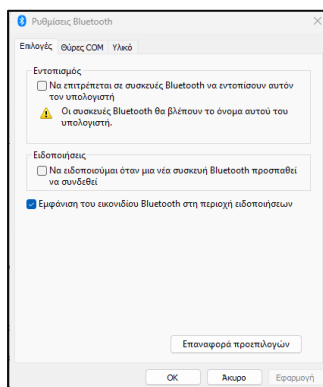 Ρυθμίσεις Bluetooth
Επιλογές Θύρες COM Υλικό
Εντοπισμός
Να επιτρέπεται σε συσκευές Bluetooth να εντοπίσουν αυτόν
τον υπολογιστή
Οι συσκευές Bluetooth θα βλέπουν το όνομα αυτού του
υπολογιστή.
Ειδοποιήσεις
Να ειδοποιούμαι όταν μια νέα συσκευή Bluetooth προσπαθεί
να συνδεθεί
Εμφάνιση του εικονιδίου Bluetooth στη περιοχή ειδοποιήσεων
Επαναφορά προεπιλογών
OK Άκυρο Εφαρμογή